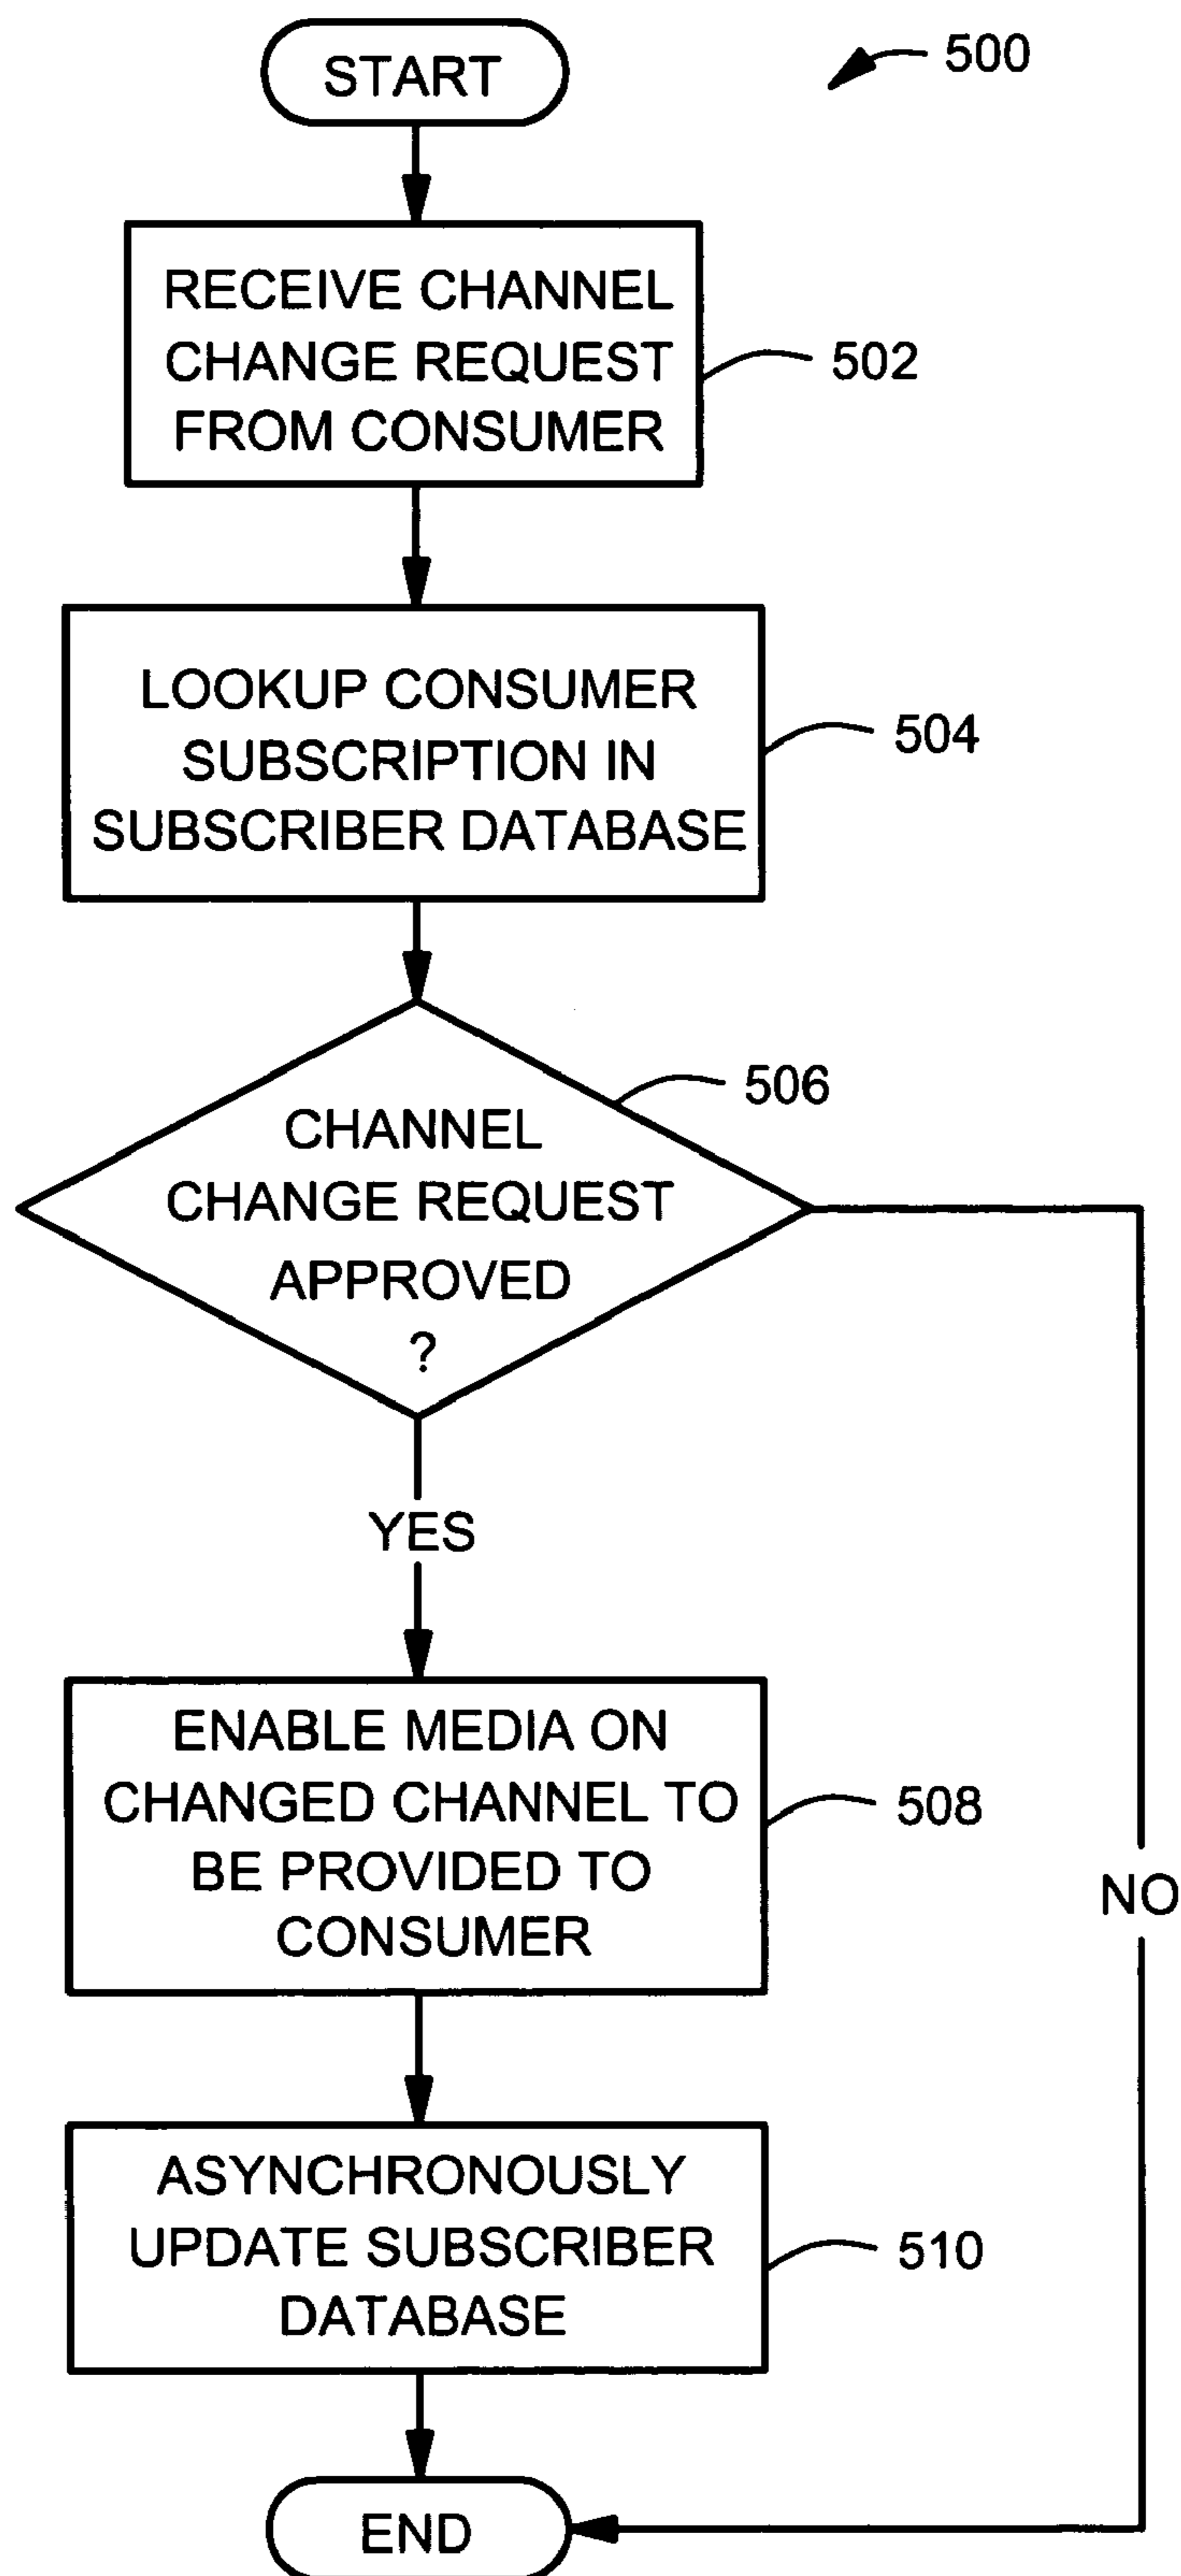 START
500
RECEIVE CHANNEL
CHANGE REQUEST
FROM CONSUMER
502
LOOKUP CONSUMER
SUBSCRIPTION IN
SUBSCRIBER DATABASE
504
506
CHANNEL
CHANGE REQUEST
APPROVED
?
YES
ENABLE MEDIA ON
CHANGED CHANNEL TO
BE PROVIDED TO
CONSUMER
508
NO
ASYNCHRONOUSLY
UPDATE SUBSCRIBER
DATABASE
510
END